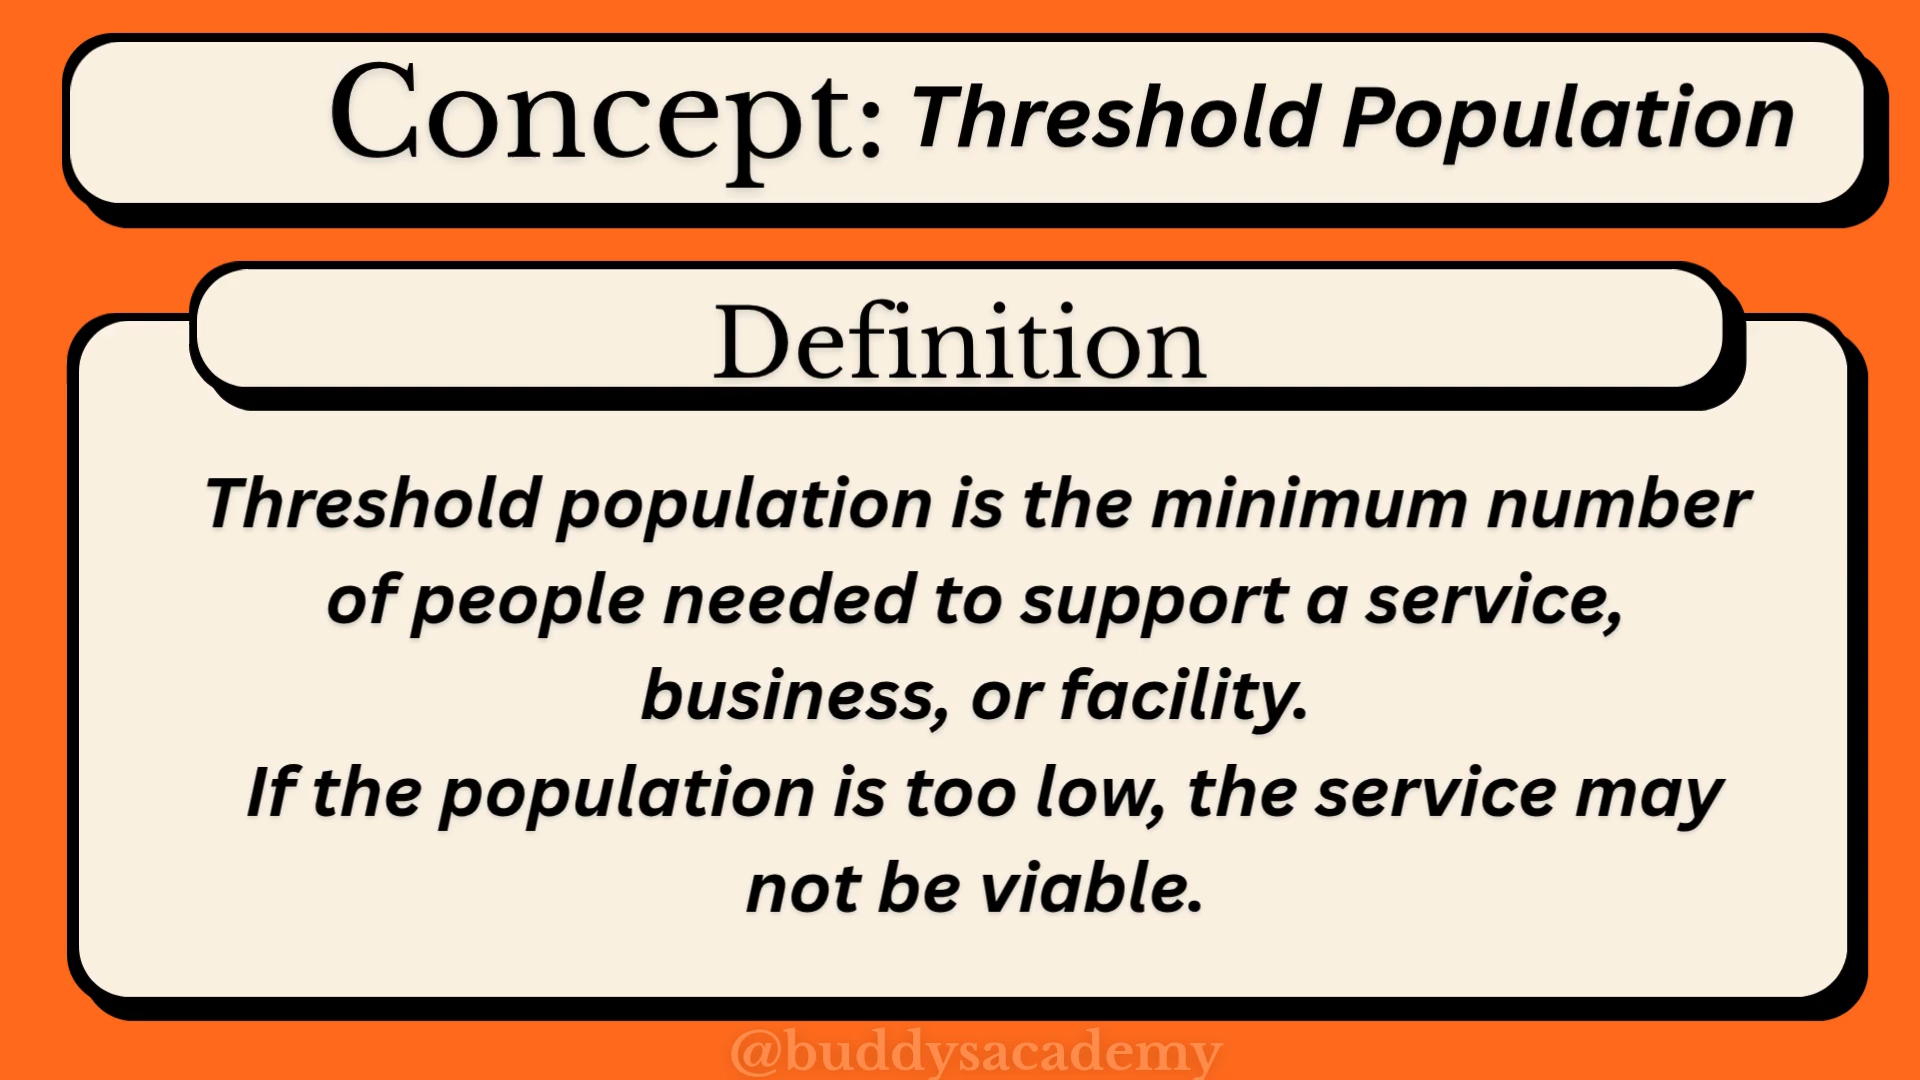 Concept: Threshold Population
Definition
Threshold population is the minimum number
of people needed to support a service,
business, or facility.
If the population is too low, the service may
not be viable.
@buddysacademy